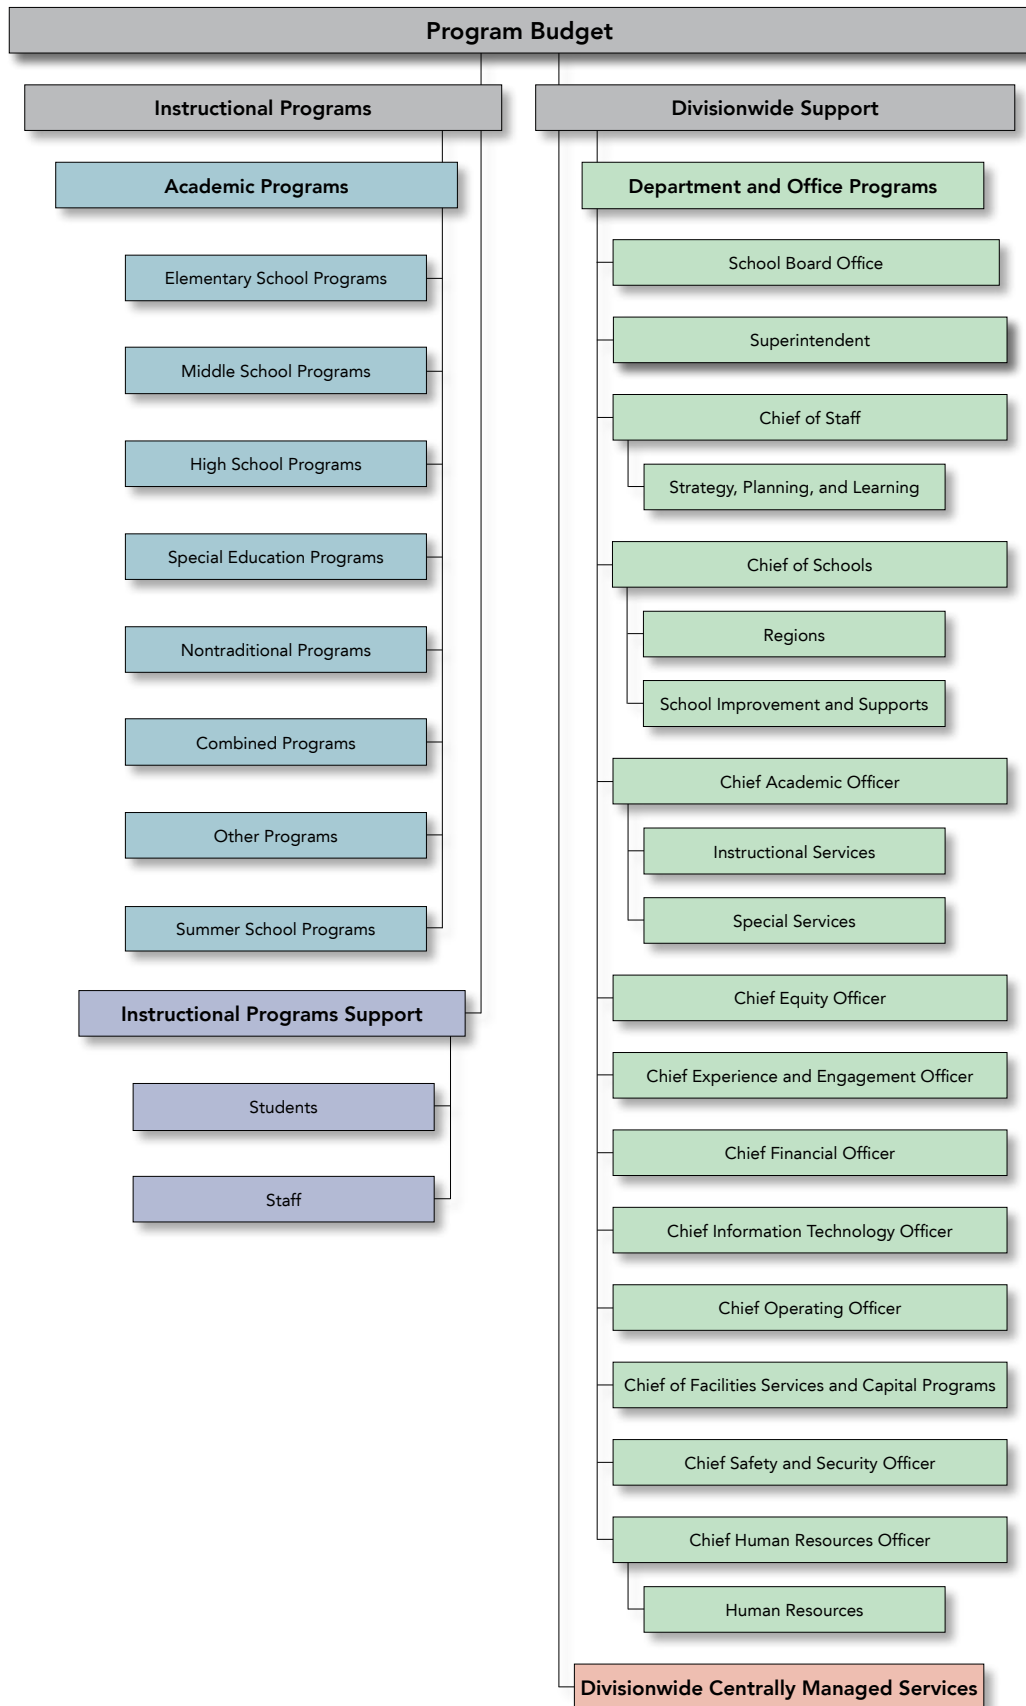 Program Budget
Instructional Programs
Academic Programs
Elementary School Programs
Middle School Programs
High School Programs
Special Education Programs
Nontraditional Programs
Combined Programs
Other Programs
Summer School Programs
Instructional Programs Support
Students
Staff
Divisionwide Support
Department and Office Programs
School Board Office
Superintendent
Chief of Staff
Strategy, Planning, and Learning
Chief of Schools
Regions
School Improvement and Supports
Chief Academic Officer
Instructional Services
Special Services
Chief Equity Officer
Chief Experience and Engagement Officer
Chief Financial Officer
Chief Information Technology Officer
Chief Operating Officer
Chief of Facilities Services and Capital Programs
Chief Safety and Security Officer
Chief Human Resources Officer
Human Resources
Divisionwide Centrally Managed Services